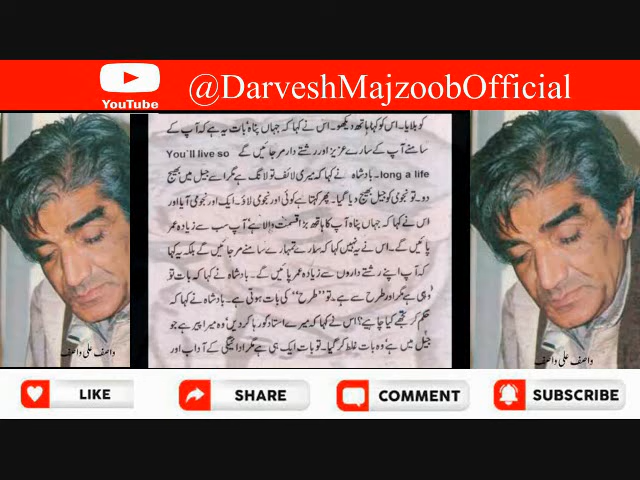 YouTube
@DarveshMajzoobOfficial
کو بلایا۔ اس کو کہا ہاتھ دیکھو۔ اس نے کہا کہ جہاں پناہ بات یہ ہے کہ آپ کے
سامنے آپ کے سارے عزیز اور رشتے دار مر جائیں گے You'll live so
long a life۔ بادشاہ نے کہا کہ میری لائف تو لانگ ہے مگر اسے جیل میں بھیج
دو۔ تو نجومی کو جیل بھیج دیا گیا۔ پھر کہتا ہے کوئی اور نجومی لاؤ۔ ایک اور نجومی آیا اور
اس نے کہا کہ جہاں پناہ آپ کا ہاتھ بڑا قسمت والا ہے آپ سب سے زیادہ عمر
پائیں گے۔ اس نے یہ نہیں کہا کہ سارے تمہارے سامنے مر جائیں گے بلکہ یہ کہا
کہ آپ اپنے رشتے داروں سے زیادہ عمر پائیں گے۔ بادشاہ نے کہا کہ بات تو
وہی ہے مگر اور طرح سے ہے، تو ''طرح'' کی بات ہوتی ہے۔ بادشاہ نے کہا کہ
حکم کر تجھے کیا چاہیے؟ اس نے کہا کہ میرے استاد کو رہا کر دیں' وہ میرا پیر ہے جو
جیل میں ہے' وہ بات غلط کر گیا۔ تو بات ایک ہی ہے مگر ادائیگی کے آداب اور
واصف علی واصف
واصف علی واصف
LIKE
SHARE
COMMENT
SUBSCRIBE